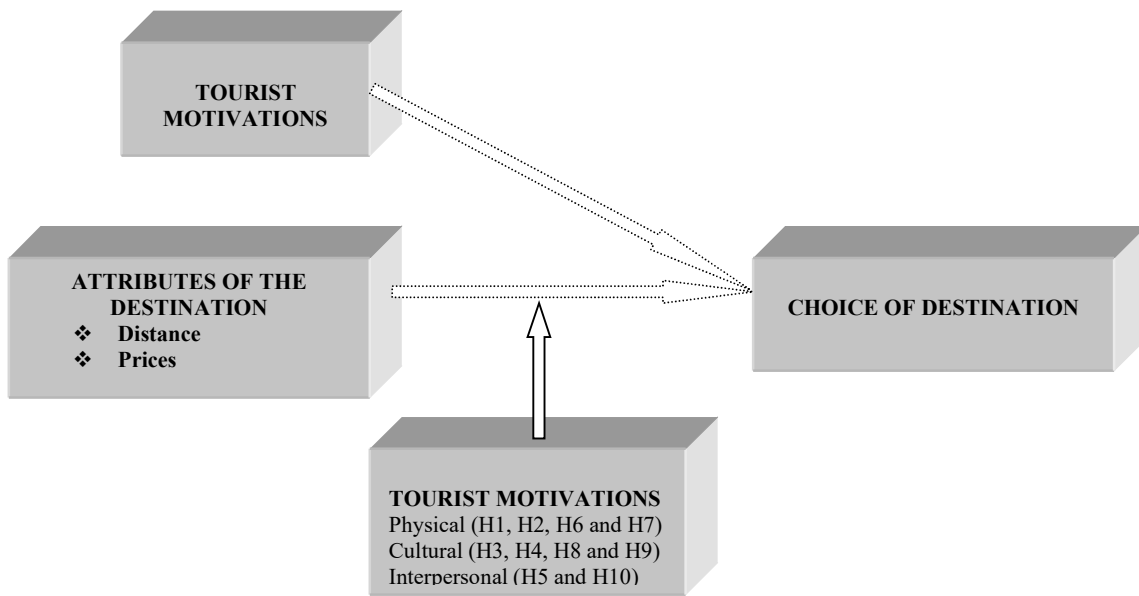 TOURIST
MOTIVATIONS
ATTRIBUTES OF THE
DESTINATION
❖ Distance
❖ Prices
CHOICE OF DESTINATION
TOURIST MOTIVATIONS
Physical (H1, H2, H6 and H7)
Cultural (H3, H4, H8 and H9)
Interpersonal (H5 and H10)